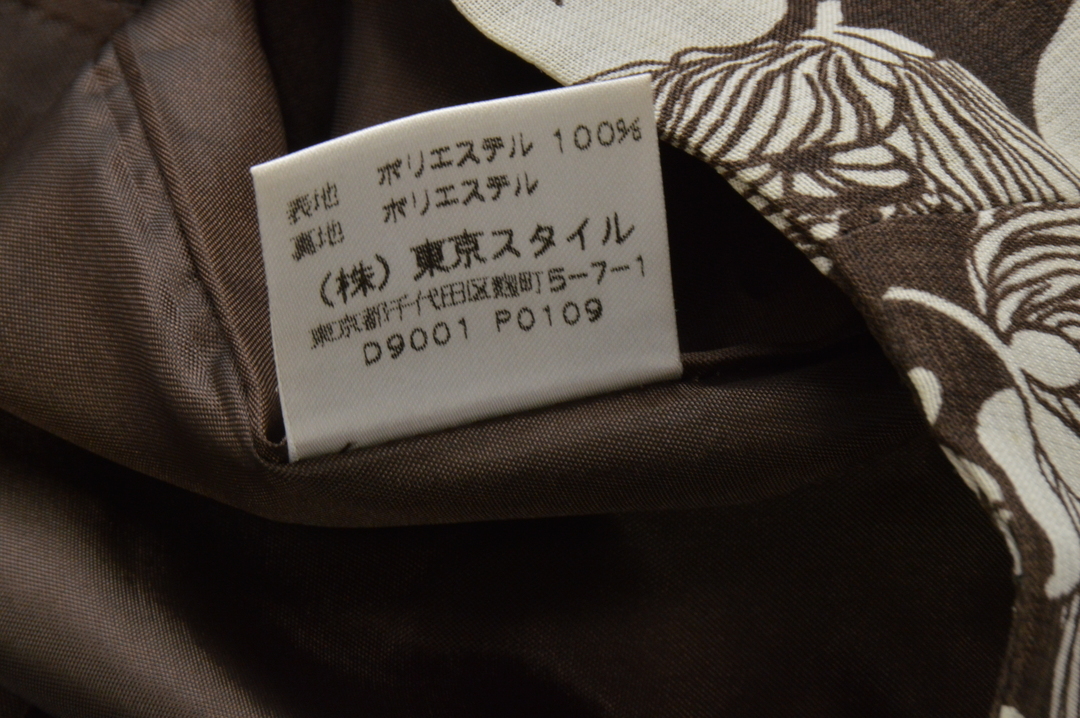 表地 ポリエステル 100%
裏地 ポリエステル
(株) 東京スタイル
東京都千代田区麹町5-7-1
D9001 P0109